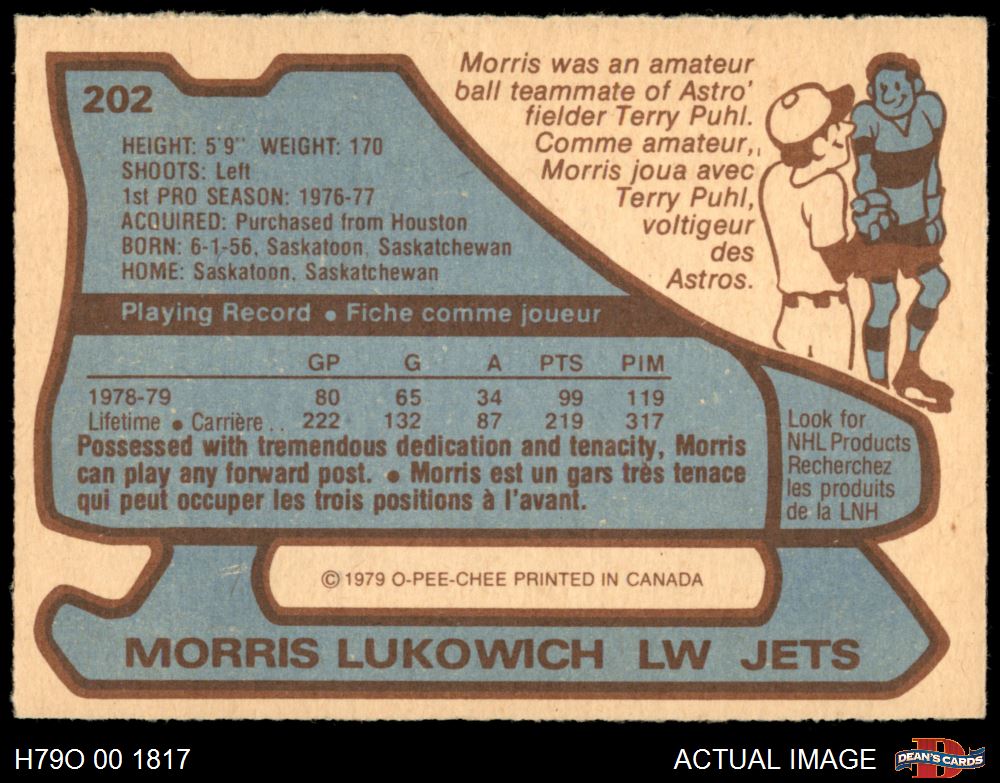 202
HEIGHT: 5'9" WEIGHT: 170
SHOOTS: Left
1st PRO SEASON: 1976-77
ACQUIRED: Purchased from Houston
BORN: 6-1-56, Saskatoon, Saskatchewan
HOME: Saskatoon, Saskatchewan
Morris was an amateur
ball teammate of Astro'
fielder Terry Puhl.
Comme amateur,
Morris joua avec
Terry Puhl,
voltigeur
des
Astros.
Playing Record • Fiche comme joueur
GP G A PTS PIM
1978-79 80 65 34 99 119
Lifetime • Carrière . . 222 132 87 219 317
Possessed with tremendous dedication and tenacity, Morris
can play any forward post. • Morris est un gars très tenace
qui peut occuper les trois positions à l'avant.
Look for
NHL Products
Recherchez
les produits
de la LNH
© 1979 O-PEE-CHEE PRINTED IN CANADA
MORRIS LUKOWICH LW JETS
H79O 00 1817
ACTUAL IMAGE
D
DEAN'S CARDS